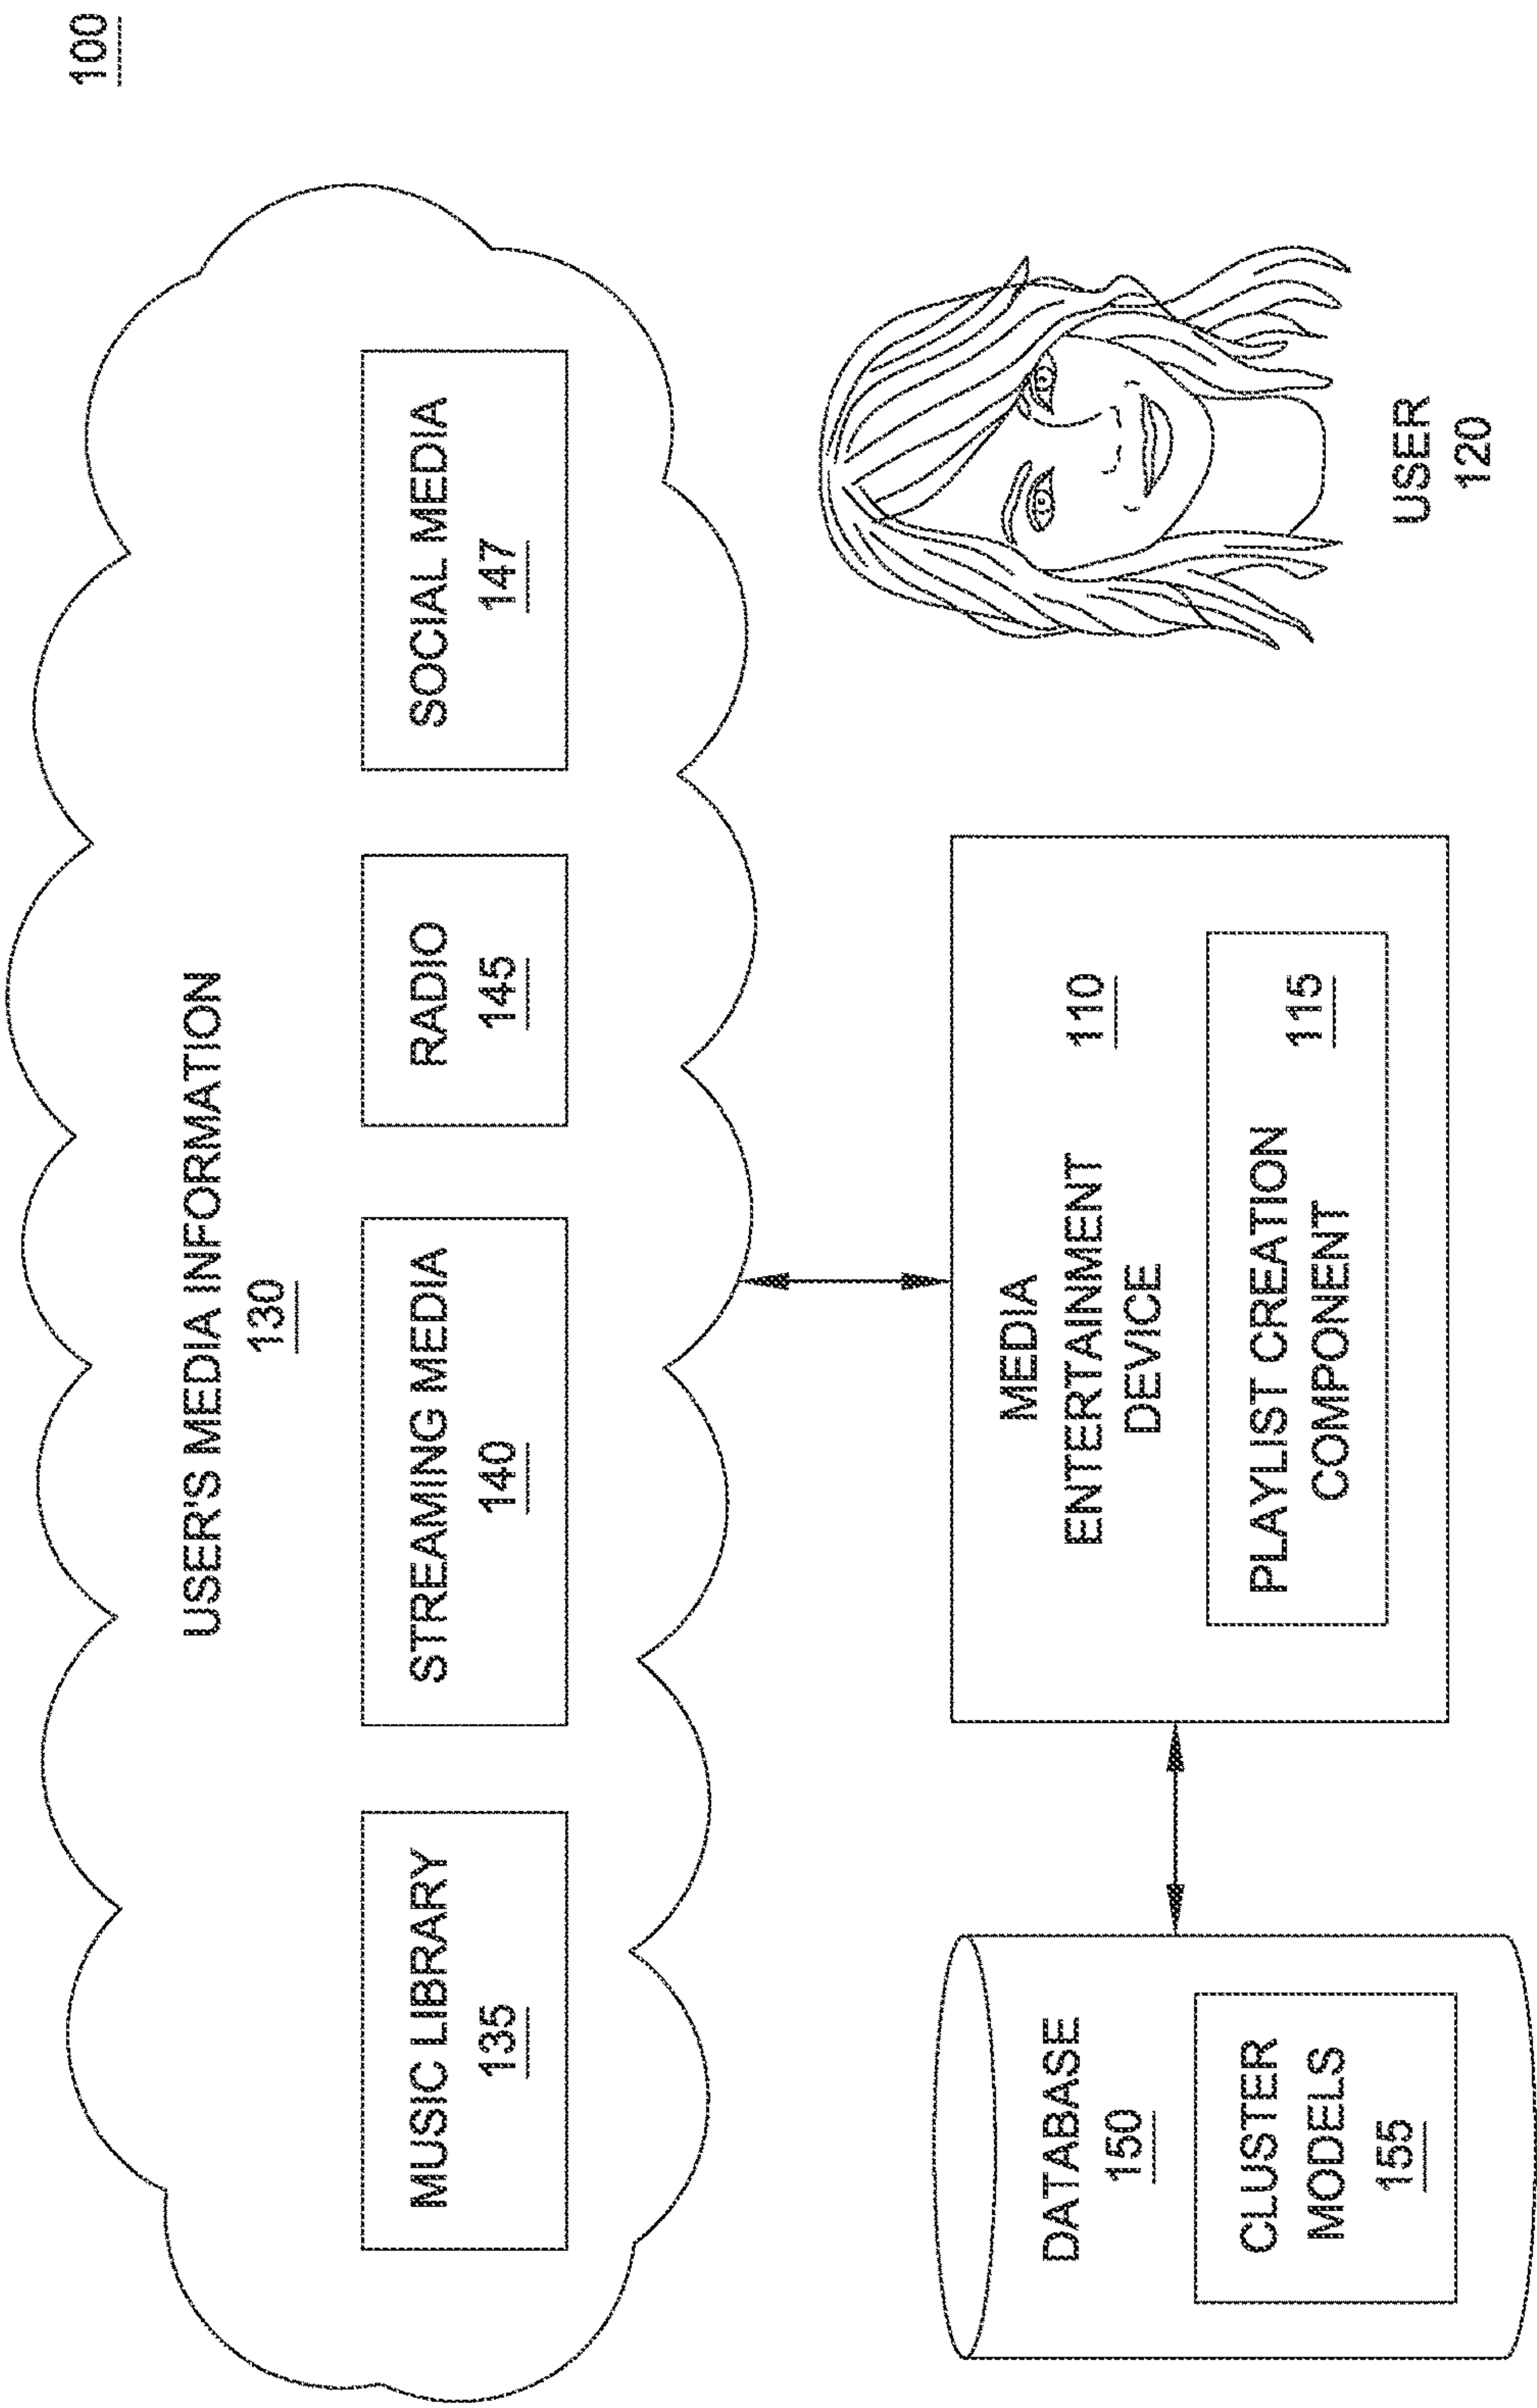 100
USER'S MEDIA INFORMATION
130
MUSIC LIBRARY
135
STREAMING MEDIA
140
RADIO
145
SOCIAL MEDIA
147
DATABASE
150
CLUSTER
MODELS
155
MEDIA
ENTERTAINMENT 110
DEVICE
PLAYLIST CREATION 115
COMPONENT
USER
120